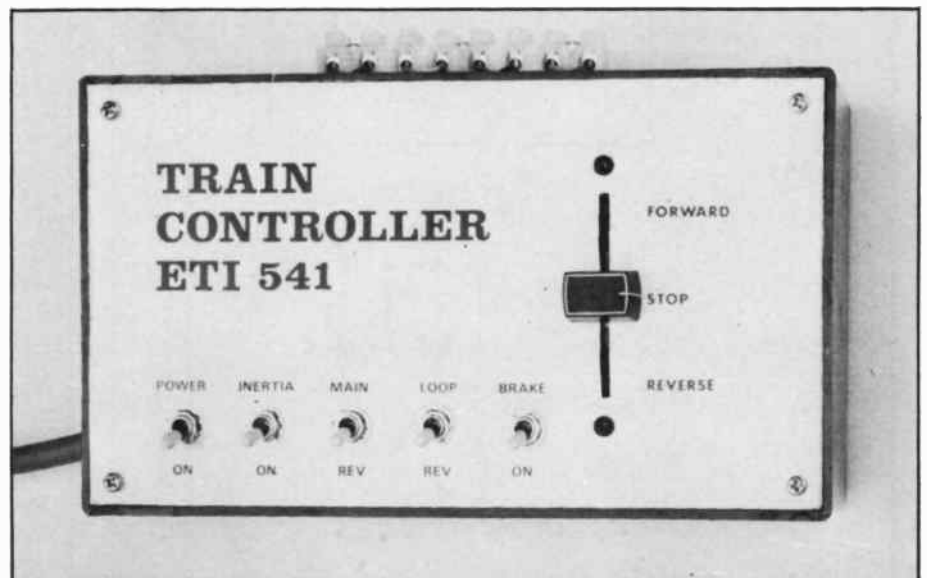 TRAIN
CONTROLLER
ETI 541
FORWARD
STOP
REVERSE
POWER INERTIA MAIN LOOP BRAKE
ON ON REV REV ON